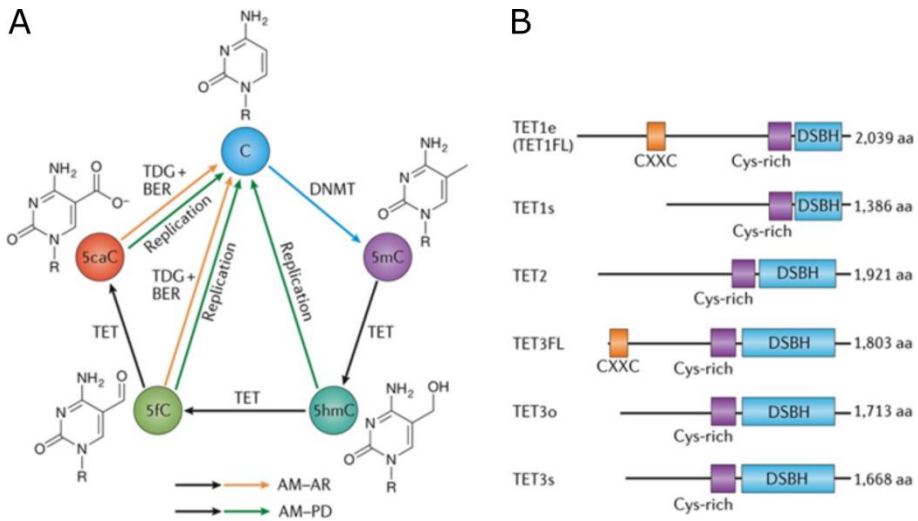 A
B
NH₂
N
O
N
R
C
TDG +
BER
Replication
DNMT
NH₂
O
O⁻
N
O
N
R
5caC
NH₂
N
O
N
R
5mC
TDG +
BER
Replication
Replication
TET
TET
NH₂
O
N
O
N
R
5fC
TET
5hmC
NH₂
OH
N
O
N
R
AM–AR
AM–PD
TET1e
(TET1FL)
CXXC
Cys-rich
DSBH
2,039 aa
TET1s
Cys-rich
DSBH
1,386 aa
TET2
Cys-rich
DSBH
1,921 aa
TET3FL
CXXC
Cys-rich
DSBH
1,803 aa
TET3o
Cys-rich
DSBH
1,713 aa
TET3s
Cys-rich
DSBH
1,668 aa